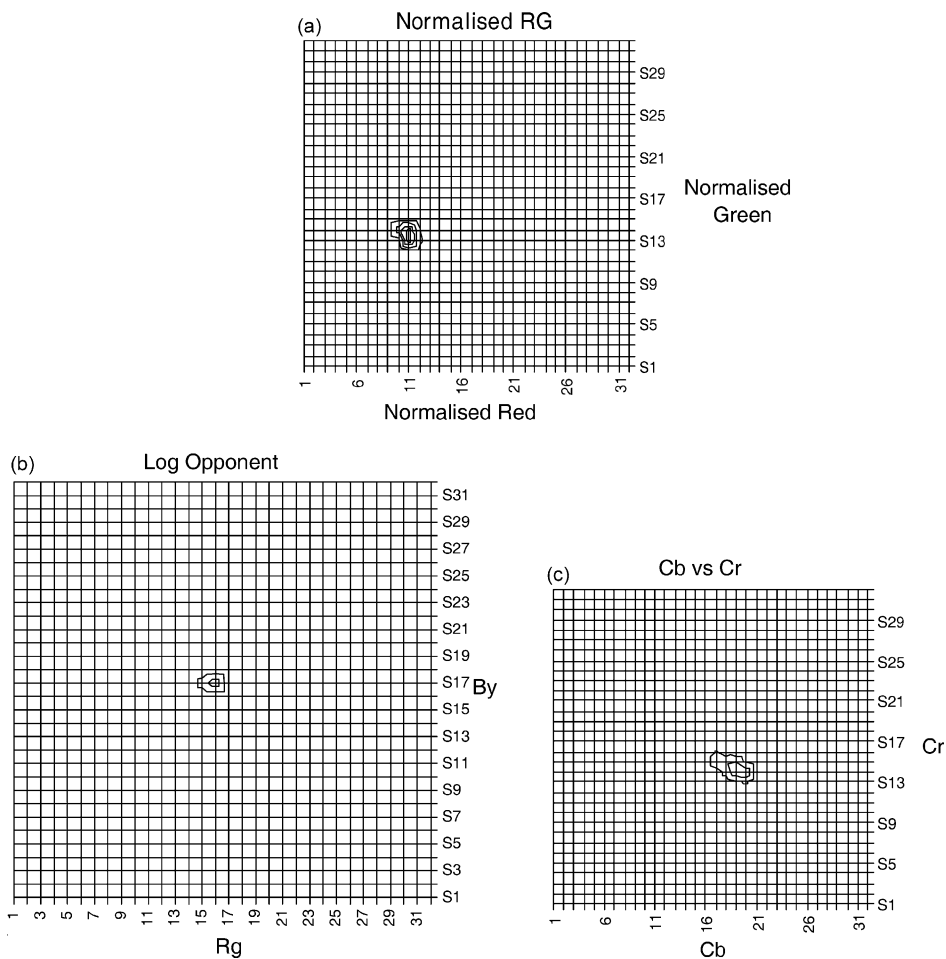 (a)
Normalised RG
S29
S25
S21
S17
S13
S9
S5
S1
Normalised
Green
1 6 11 16 21 26 31
Normalised Red
(b)
Log Opponent
S31
S29
S27
S25
S23
S21
S19
S17
S15
S13
S11
S9
S7
S5
S3
S1
By
1 3 5 7 9 11 13 15 17 19 21 23 25 27 29 31
Rg
(c)
Cb vs Cr
S29
S25
S21
S17
S13
S9
S5
S1
Cr
1 6 11 16 21 26 31
Cb